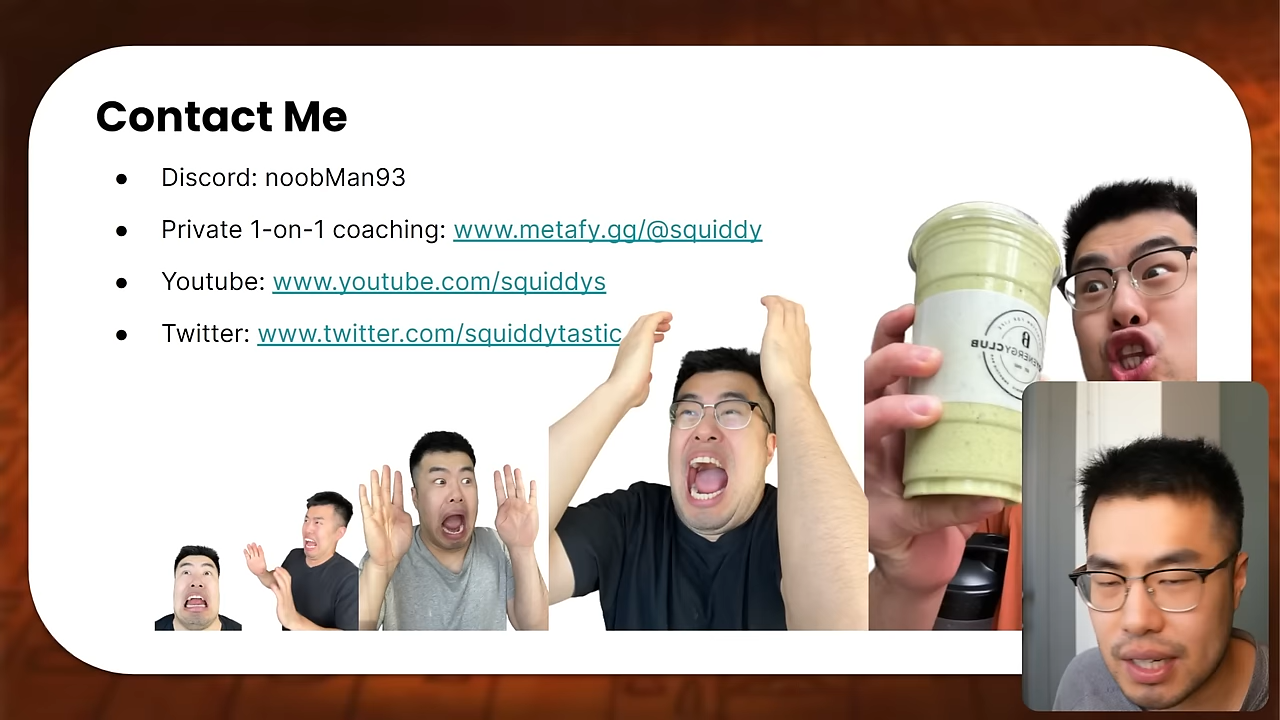 Contact Me
● Discord: noobMan93
● Private 1-on-1 coaching: www.metafy.gg/@squiddy
● Youtube: www.youtube.com/squiddys
● Twitter: www.twitter.com/squiddytastic
ENERGYCLUB